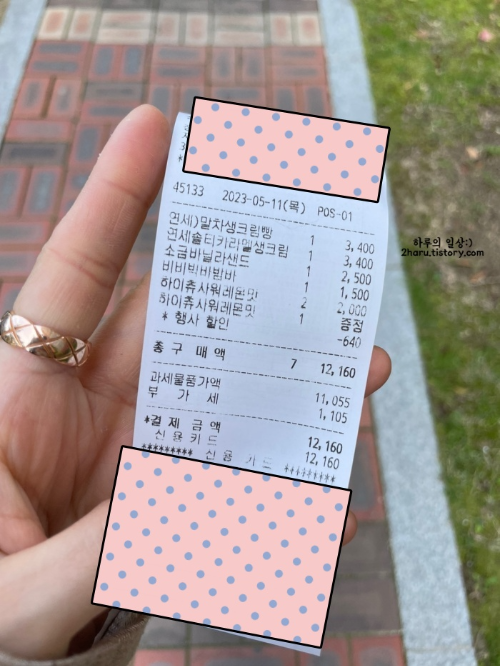 45133 2023-05-11(목) POS-01
연세)말차생크림빵 1 3,400
연세솔티카라멜생크림 1 3,400
소금바닐라샌드 1 2,500
비비빅비밥바 1 1,500
하이츄사워레몬맛 2 2,000
하이츄사워레몬맛 1 증정
* 행사 할인 -640
총 구 매 액 7 12,160
과세물품가액 11,055
부 가 세 1,105
*결 제 금 액 12,160
신용카드 12,160
********* 신 용 카 드 *********
하루의 일상:)
2haru.tistory.com